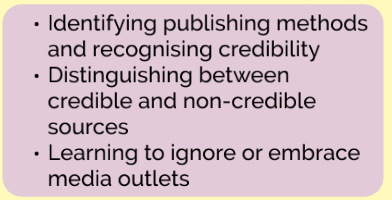 • Identifying publishing methods
and recognising credibility
• Distinguishing between
credible and non-credible
sources
• Learning to ignore or embrace
media outlets